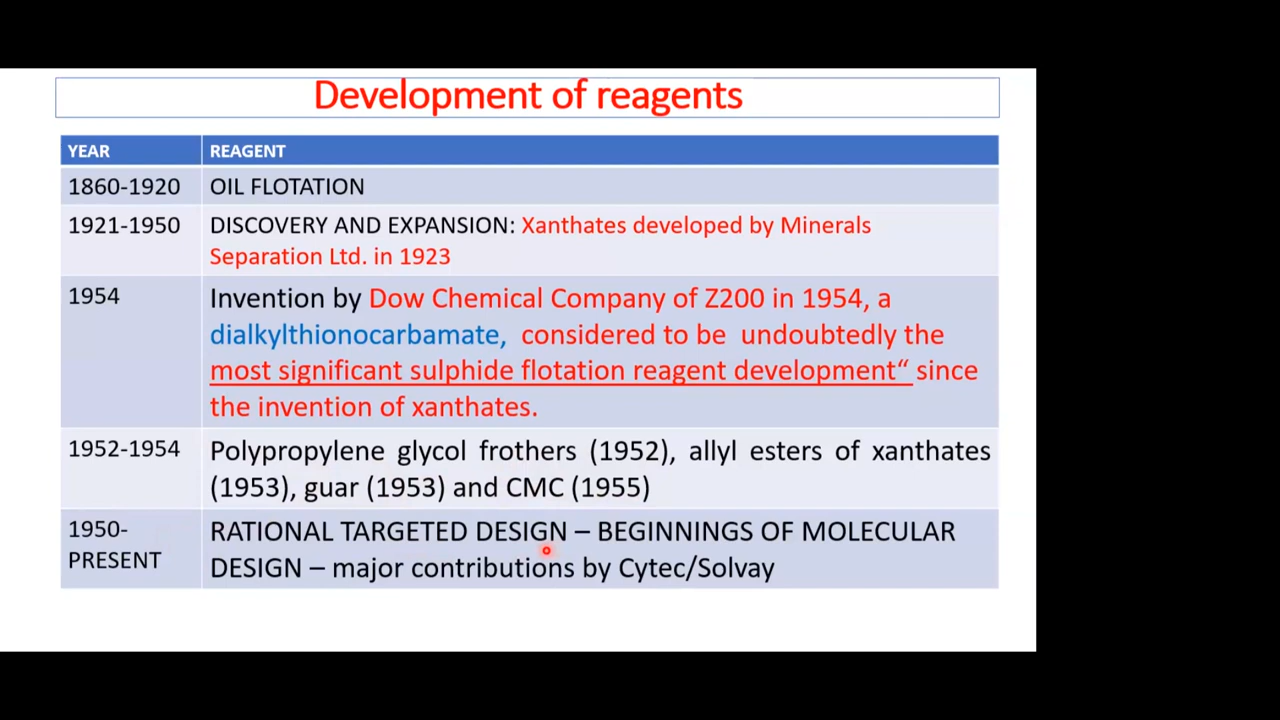 Development of reagents
YEAR REAGENT
1860-1920 OIL FLOTATION
1921-1950 DISCOVERY AND EXPANSION: Xanthates developed by Minerals
Separation Ltd. in 1923
1954 Invention by Dow Chemical Company of Z200 in 1954, a
dialkylthionocarbamate, considered to be undoubtedly the
most significant sulphide flotation reagent development“ since
the invention of xanthates.
1952-1954 Polypropylene glycol frothers (1952), allyl esters of xanthates
(1953), guar (1953) and CMC (1955)
1950- RATIONAL TARGETED DESIGN – BEGINNINGS OF MOLECULAR
PRESENT DESIGN – major contributions by Cytec/Solvay